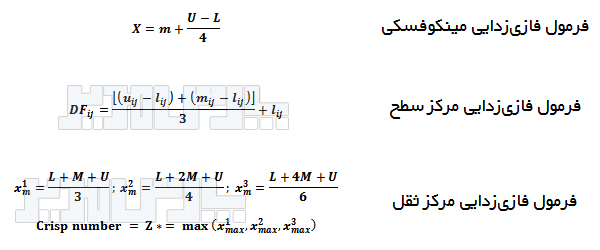 فرمول فازی‌زدایی مینکوفسکی
X = m + (U − L)/4
فرمول فازی‌زدایی مرکز سطح
DF_ij = [(u_ij − l_ij) + (m_ij − l_ij)]/3 + l_ij
فرمول فازی‌زدایی مرکز ثقل
x_m^1 = (L + M + U)/3 ; x_m^2 = (L + 2M + U)/4 ; x_m^3 = (L + 4M + U)/6
Crisp number = Z * = max (x_max^1, x_max^2, x_max^3)